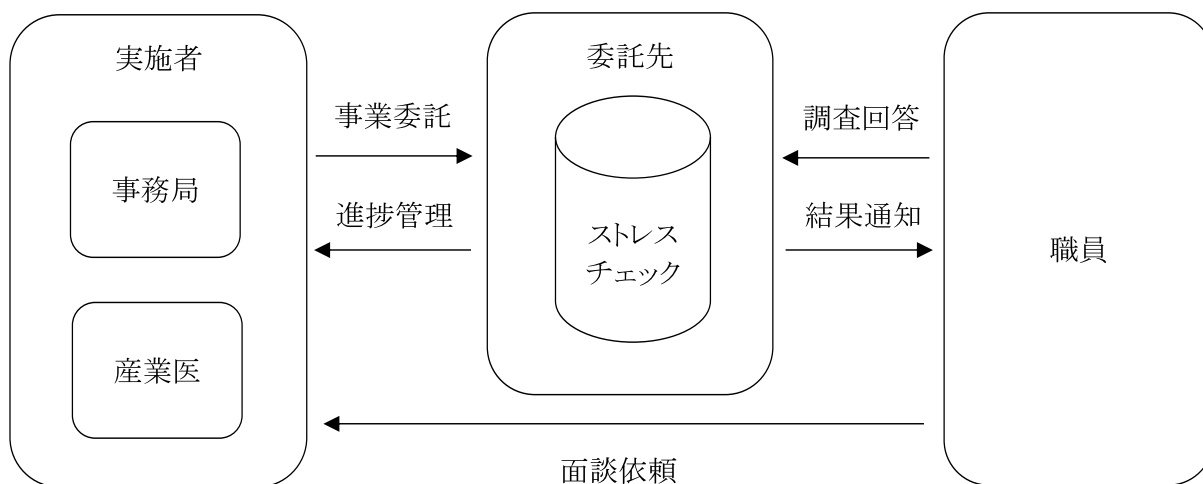 実施者
事務局
産業医
事業委託
進捗管理
委託先
ストレス
チェック
調査回答
結果通知
職員
面談依頼